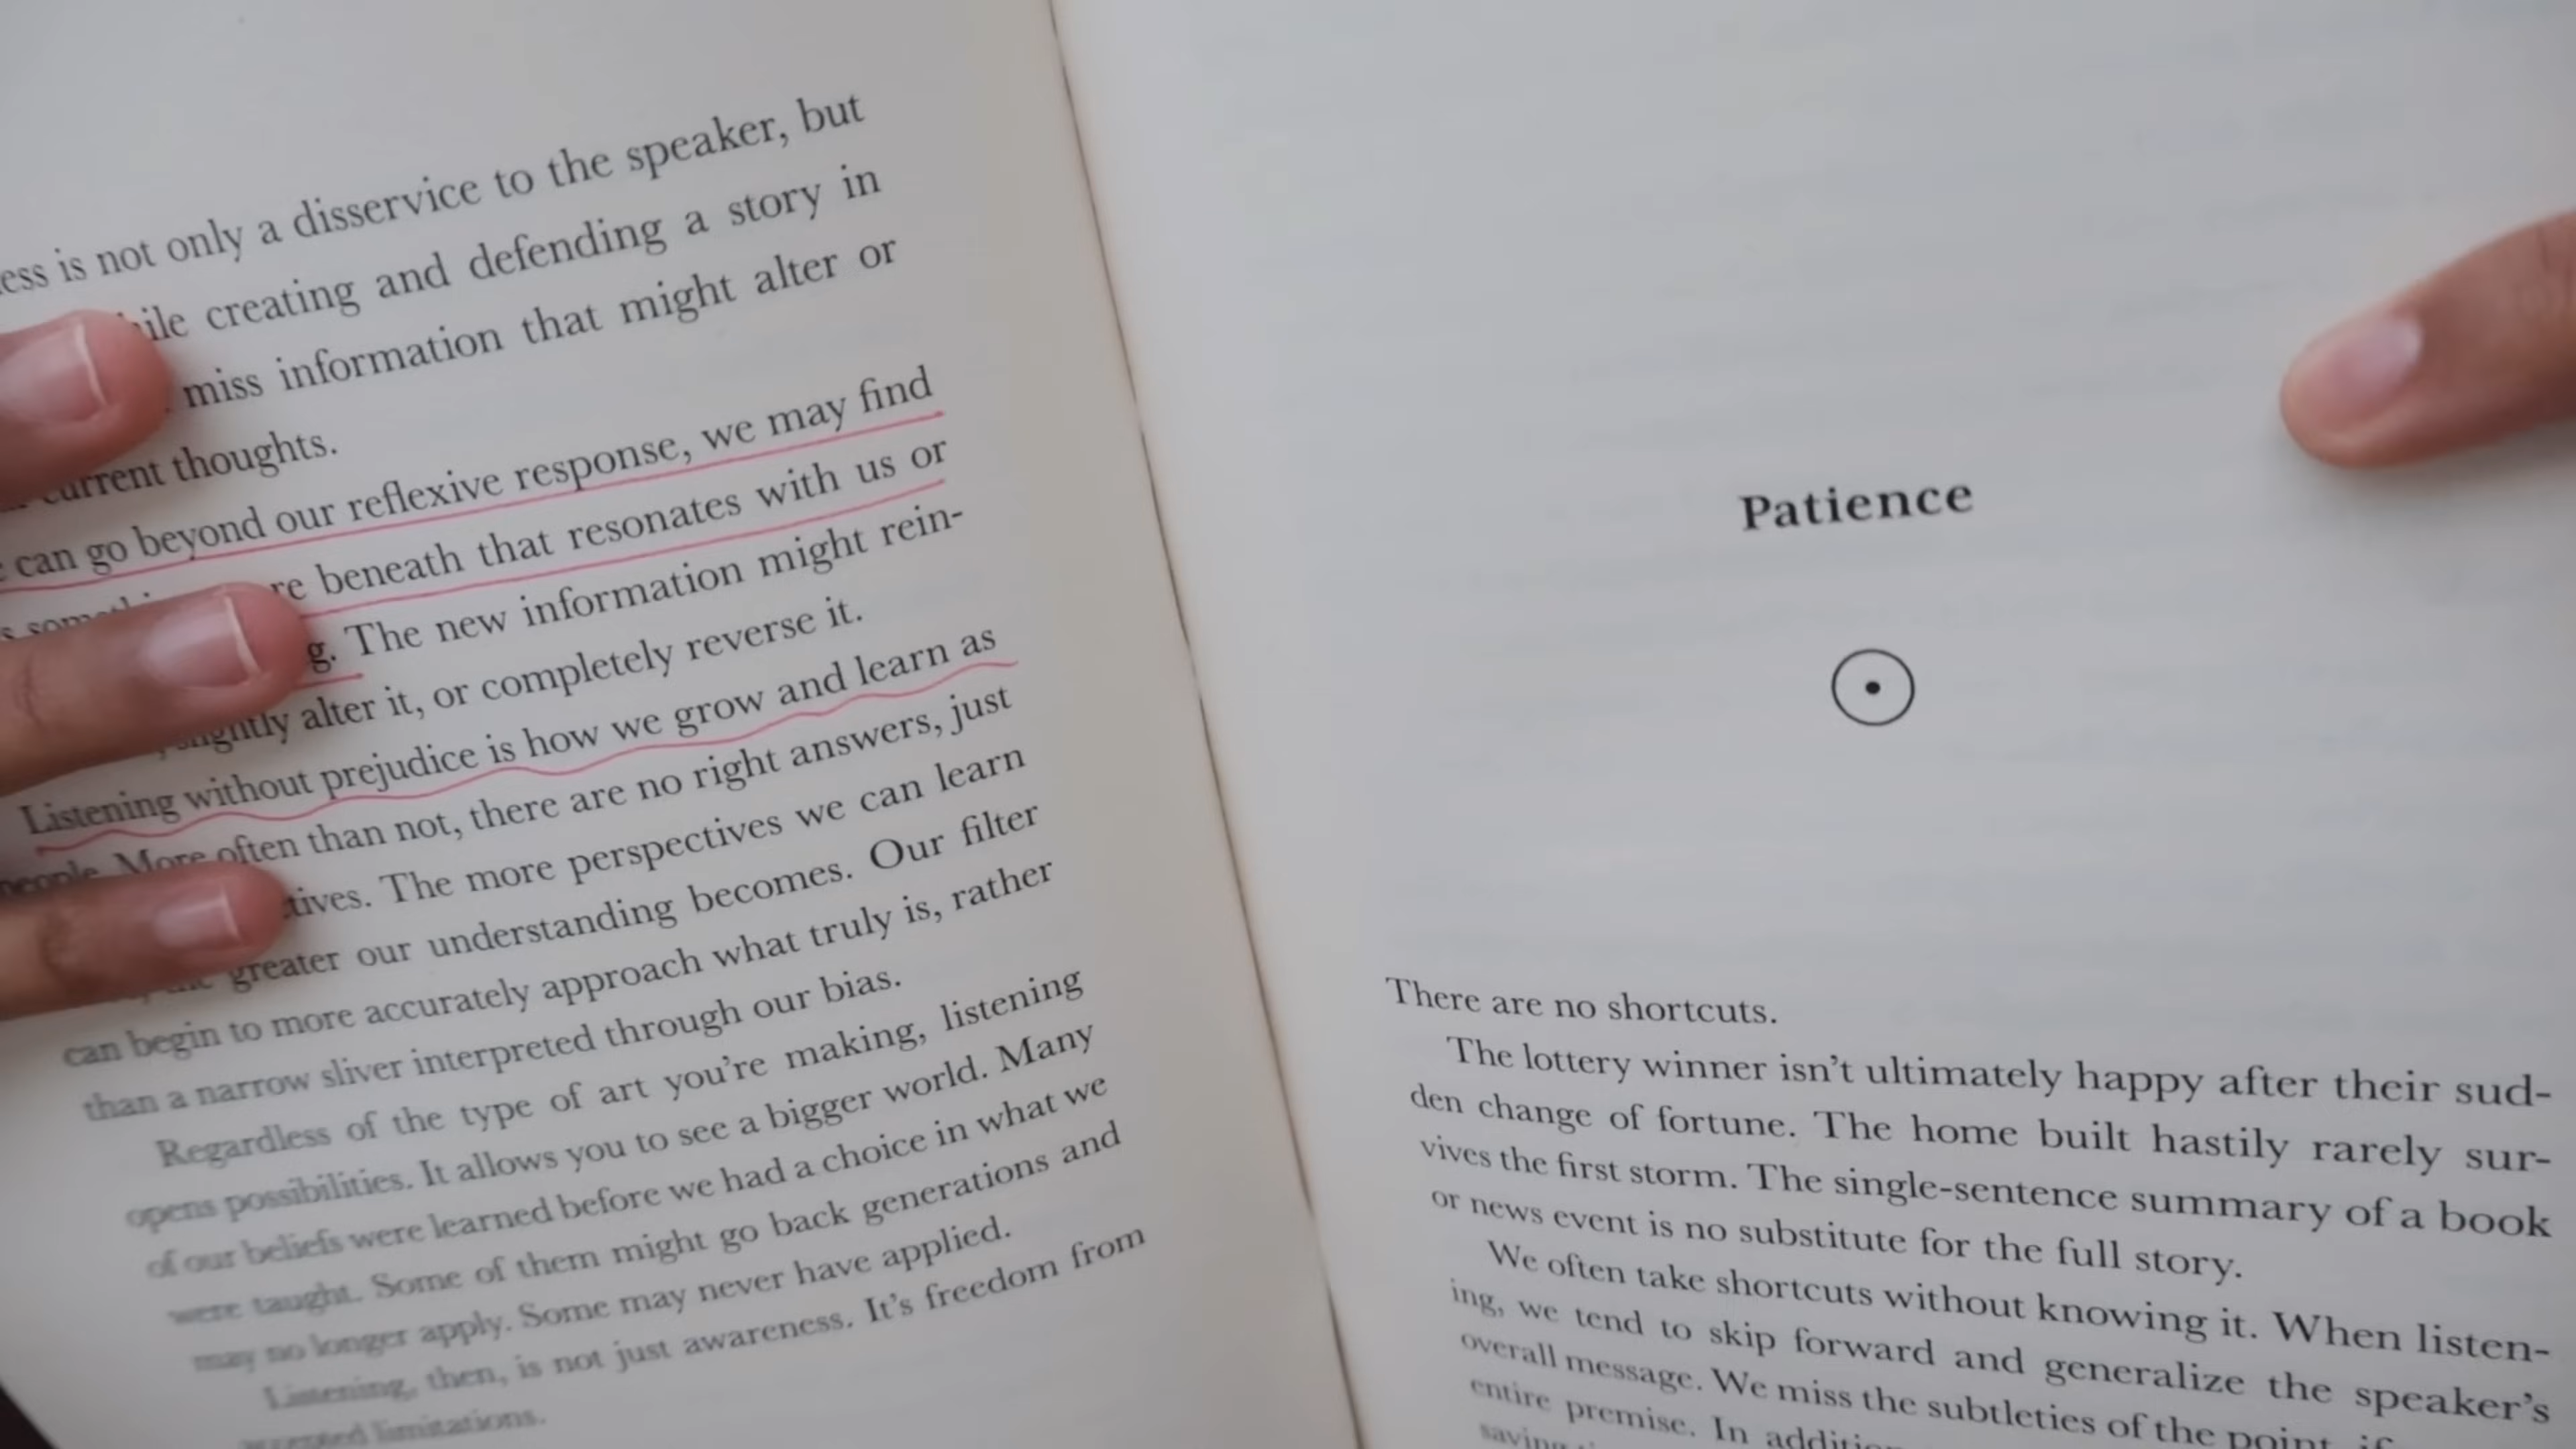 ess is not only a disservice to the speaker, but
ile creating and defending a story in
miss information that might alter or
current thoughts.
can go beyond our reflexive response, we may find
re beneath that resonates with us or
g. The new information might rein-
slightly alter it, or completely reverse it.
Listening without prejudice is how we grow and learn as
people. More often than not, there are no right answers, just
tives. The more perspectives we can learn
greater our understanding becomes. Our filter
can begin to more accurately approach what truly is, rather
than a narrow sliver interpreted through our bias.
Regardless of the type of art you're making, listening
opens possibilities. It allows you to see a bigger world. Many
of our beliefs were learned before we had a choice in what we
were taught. Some of them might go back generations and
may no longer apply. Some may never have applied.
Listening, then, is not just awareness. It's freedom from
accepted limitations.
Patience
There are no shortcuts.
The lottery winner isn't ultimately happy after their sud-
den change of fortune. The home built hastily rarely sur-
vives the first storm. The single-sentence summary of a book
or news event is no substitute for the full story.
We often take shortcuts without knowing it. When listen-
ing, we tend to skip forward and generalize the speaker's
overall message. We miss the subtleties of the point, if
entire premise. In addition
saving